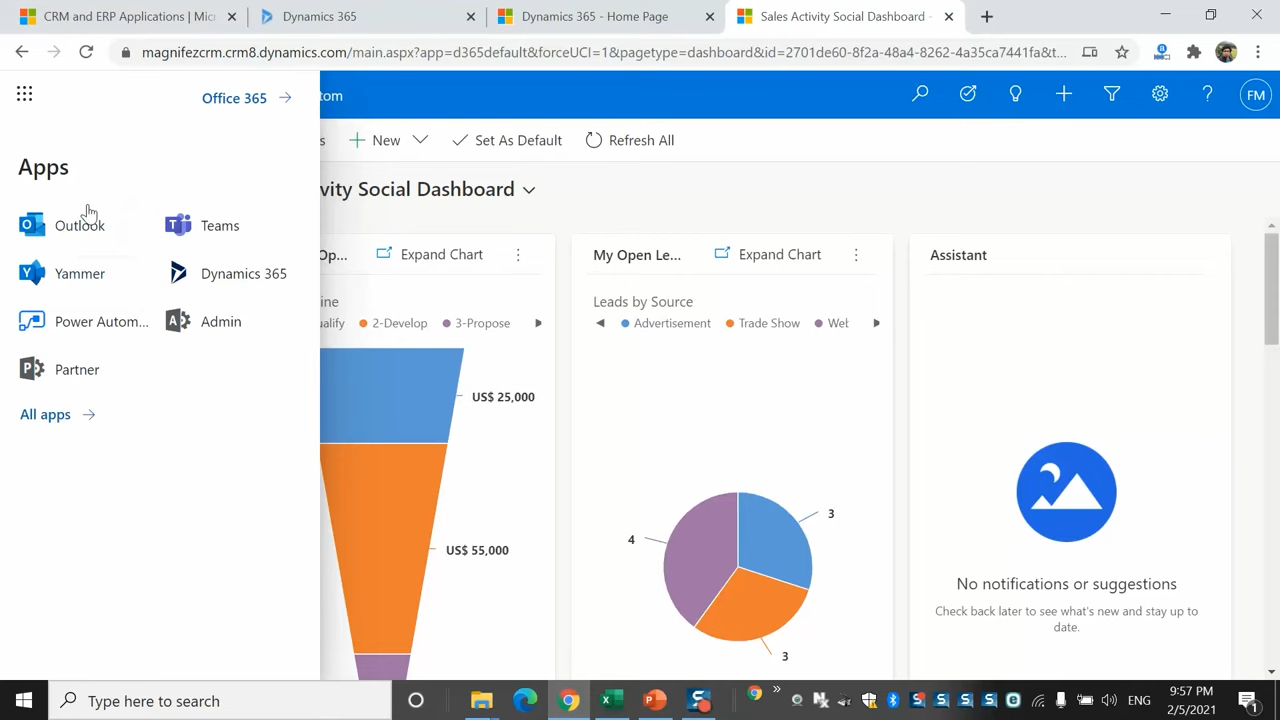 CRM and ERP Applications | Micr
Dynamics 365
Dynamics 365 - Home Page
Sales Activity Social Dashboard -
magnifezcrm.crm8.dynamics.com/main.aspx?app=d365default&forceUCI=1&pagetype=dashboard&id=2701de60-8f2a-48a4-8262-4a35ca7441fa&t...
Office 365
tom
FM
s
New
Set As Default
Refresh All
Apps
vity Social Dashboard
Outlook
Teams
Yammer
Dynamics 365
Power Autom...
Admin
Partner
All apps
Op...
Expand Chart
My Open Le...
Expand Chart
Assistant
ine
Leads by Source
ualify
2-Develop
3-Propose
Advertisement
Trade Show
Web
US$ 25,000
US$ 55,000
3
4
3
No notifications or suggestions
Check back later to see what's new and stay up to
date.
Type here to search
ENG
9:57 PM
2/5/2021
1